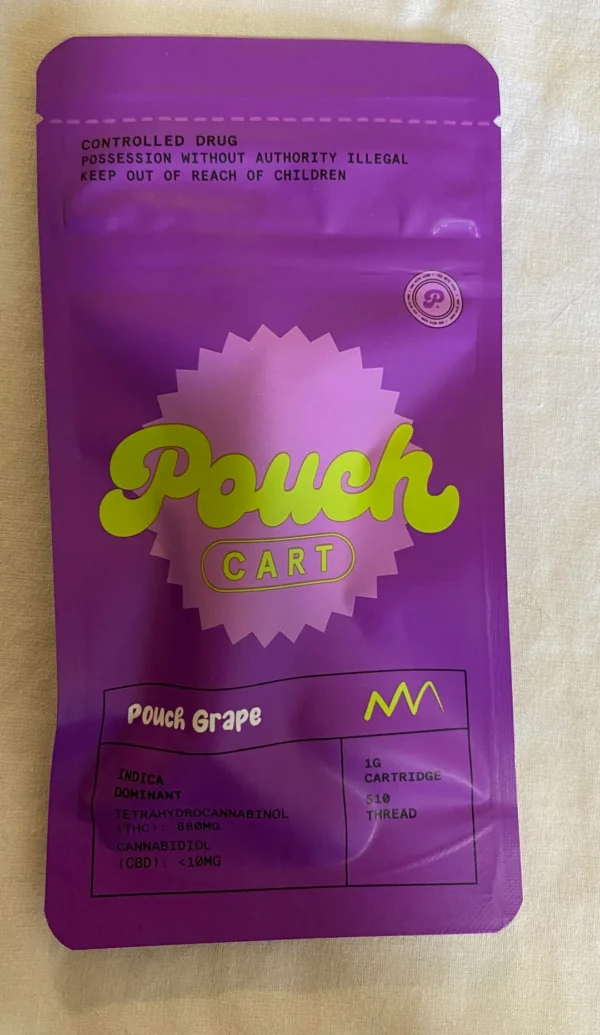 CONTROLLED DRUG
POSSESSION WITHOUT AUTHORITY ILLEGAL
KEEP OUT OF REACH OF CHILDREN
P
Pouch
CART
Pouch Grape
INDICA
DOMINANT
TETRAHYDROCANNABINOL
(THC): 880MG
CANNABIDIOL
(CBD): <10MG
1G
CARTRIDGE
510
THREAD